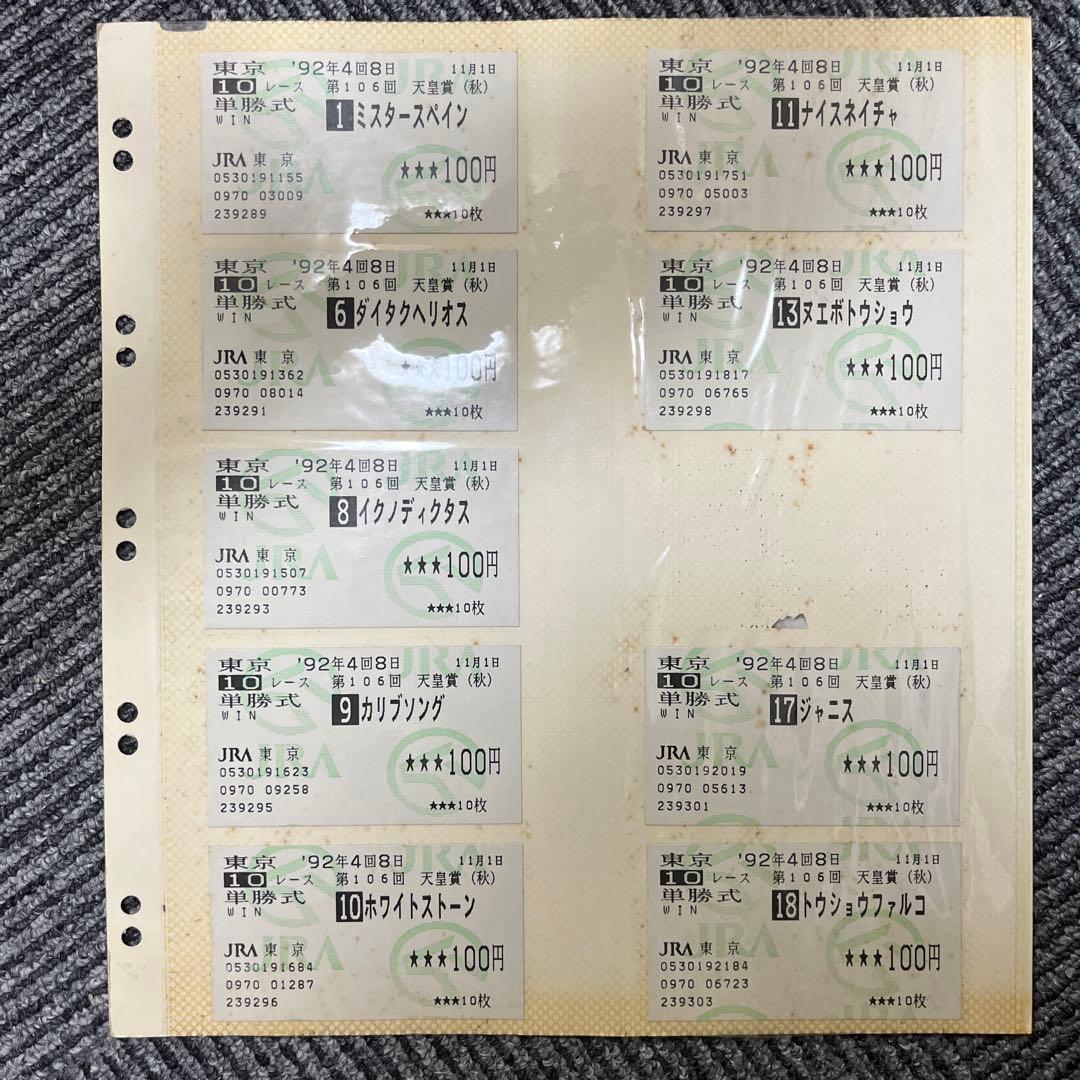 東京 '92年4回8日 11月1日
10 レース 第106回 天皇賞(秋)
単勝式
WIN
1 ミスタースペイン
JRA 東京
★★★100円
0530191155
0970 03009
239289
★★★10枚
東京 '92年4回8日 11月1日
10 レース 第106回 天皇賞(秋)
単勝式
WIN
6 ダイタクヘリオス
JRA 東京
★★★100円
0530191362
0970 08014
239291
★★★10枚
東京 '92年4回8日 11月1日
10 レース 第106回 天皇賞(秋)
単勝式
WIN
8 イクノディクタス
JRA 東京
★★★100円
0530191507
0970 00773
239293
★★★10枚
東京 '92年4回8日 11月1日
10 レース 第106回 天皇賞(秋)
単勝式
WIN
9 カリブソング
JRA 東京
★★★100円
0530191623
0970 09258
239295
★★★10枚
東京 '92年4回8日 11月1日
10 レース 第106回 天皇賞(秋)
単勝式
WIN
10 ホワイトストーン
JRA 東京
★★★100円
0530191684
0970 01287
239296
★★★10枚
東京 '92年4回8日 11月1日
10 レース 第106回 天皇賞(秋)
単勝式
WIN
11 ナイスネイチャ
JRA 東京
★★★100円
0530191751
0970 05003
239297
★★★10枚
東京 '92年4回8日 11月1日
10 レース 第106回 天皇賞(秋)
単勝式
WIN
13 ヌエボトウショウ
JRA 東京
★★★100円
0530191817
0970 06765
239298
★★★10枚
東京 '92年4回8日 11月1日
10 レース 第106回 天皇賞(秋)
単勝式
WIN
17 ジャニス
JRA 東京
★★★100円
0530192019
0970 05613
239301
★★★10枚
東京 '92年4回8日 11月1日
10 レース 第106回 天皇賞(秋)
単勝式
WIN
18 トウショウファルコ
JRA 東京
★★★100円
0530192184
0970 06723
239303
★★★10枚